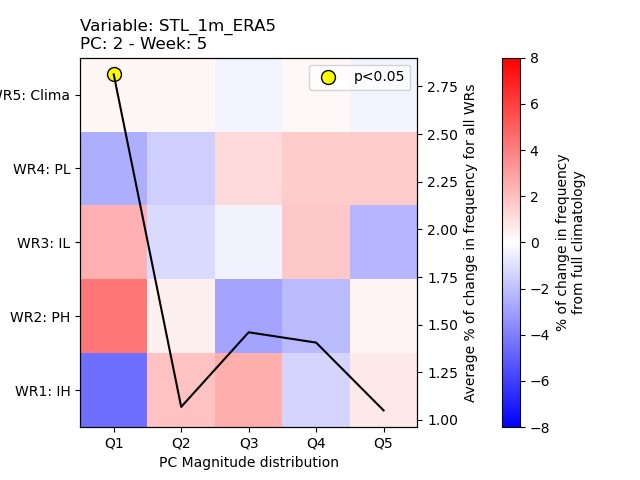 Variable: STL_1m_ERA5
PC: 2 - Week: 5
p<0.05
WR5: Clima
WR4: PL
WR3: IL
WR2: PH
WR1: IH
Q1 Q2 Q3 Q4 Q5
PC Magnitude distribution
2.75
2.50
2.25
2.00
1.75
1.50
1.25
1.00
Average % of change in frequency for all WRs
8
6
4
2
0
−2
−4
−6
−8
% of change in frequency
from full climatology